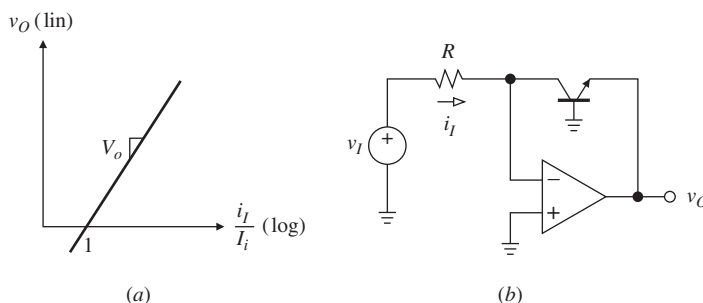 v_O (lin)
V_o
1
i_I / I_i (log)
(a)
R
i_I
v_I
+
−
+
v_O
(b)